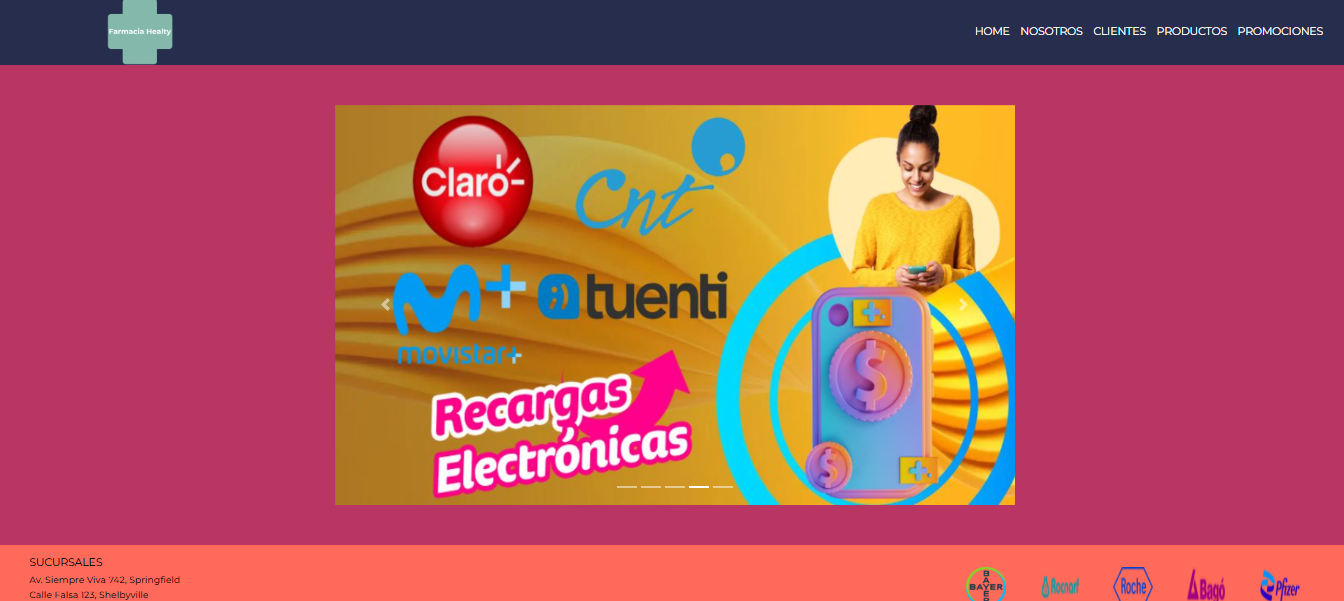 Farmacia Healty
HOME NOSOTROS CLIENTES PRODUCTOS PROMOCIONES
Claro
Cnt
M+
movistar+
tuenti
Recargas
Electrónicas
$
$
SUCURSALES
Av. Siempre Viva 742, Springfield
Calle Falsa 123, Shelbyville
BAYER
BAYER
Roche
Bagó
Pfizer